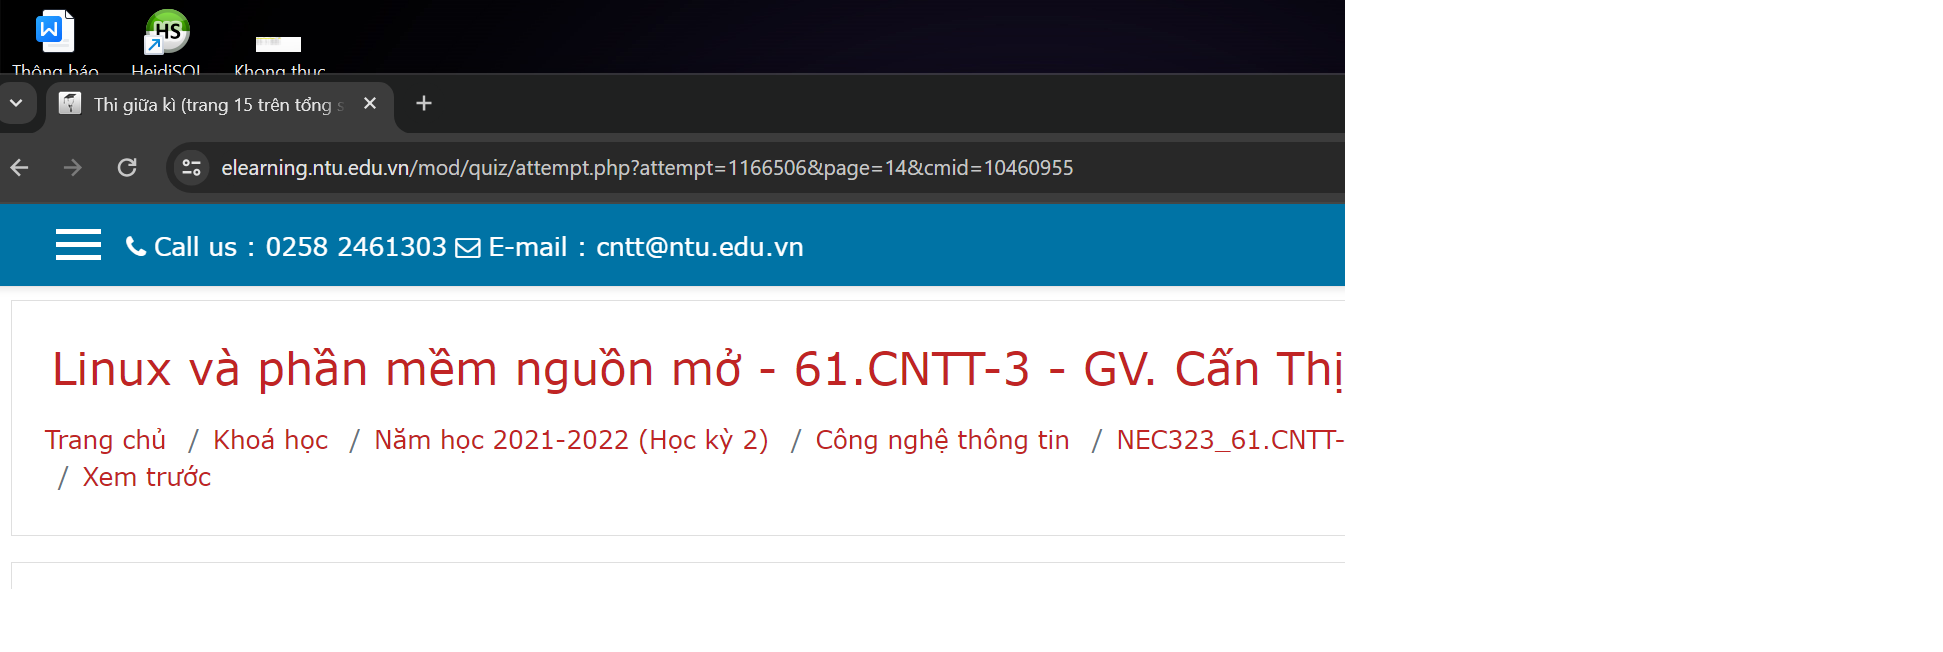 Thông báo HeidiSQL Khong thuc
Thi giữa kì (trang 15 trên tổng s
elearning.ntu.edu.vn/mod/quiz/attempt.php?attempt=1166506&page=14&cmid=10460955
Call us : 0258 2461303 E-mail : cntt@ntu.edu.vn
Linux và phần mềm nguồn mở - 61.CNTT-3 - GV. Cấn Thị
Trang chủ / Khoá học / Năm học 2021-2022 (Học kỳ 2) / Công nghệ thông tin / NEC323_61.CNTT-
/ Xem trước